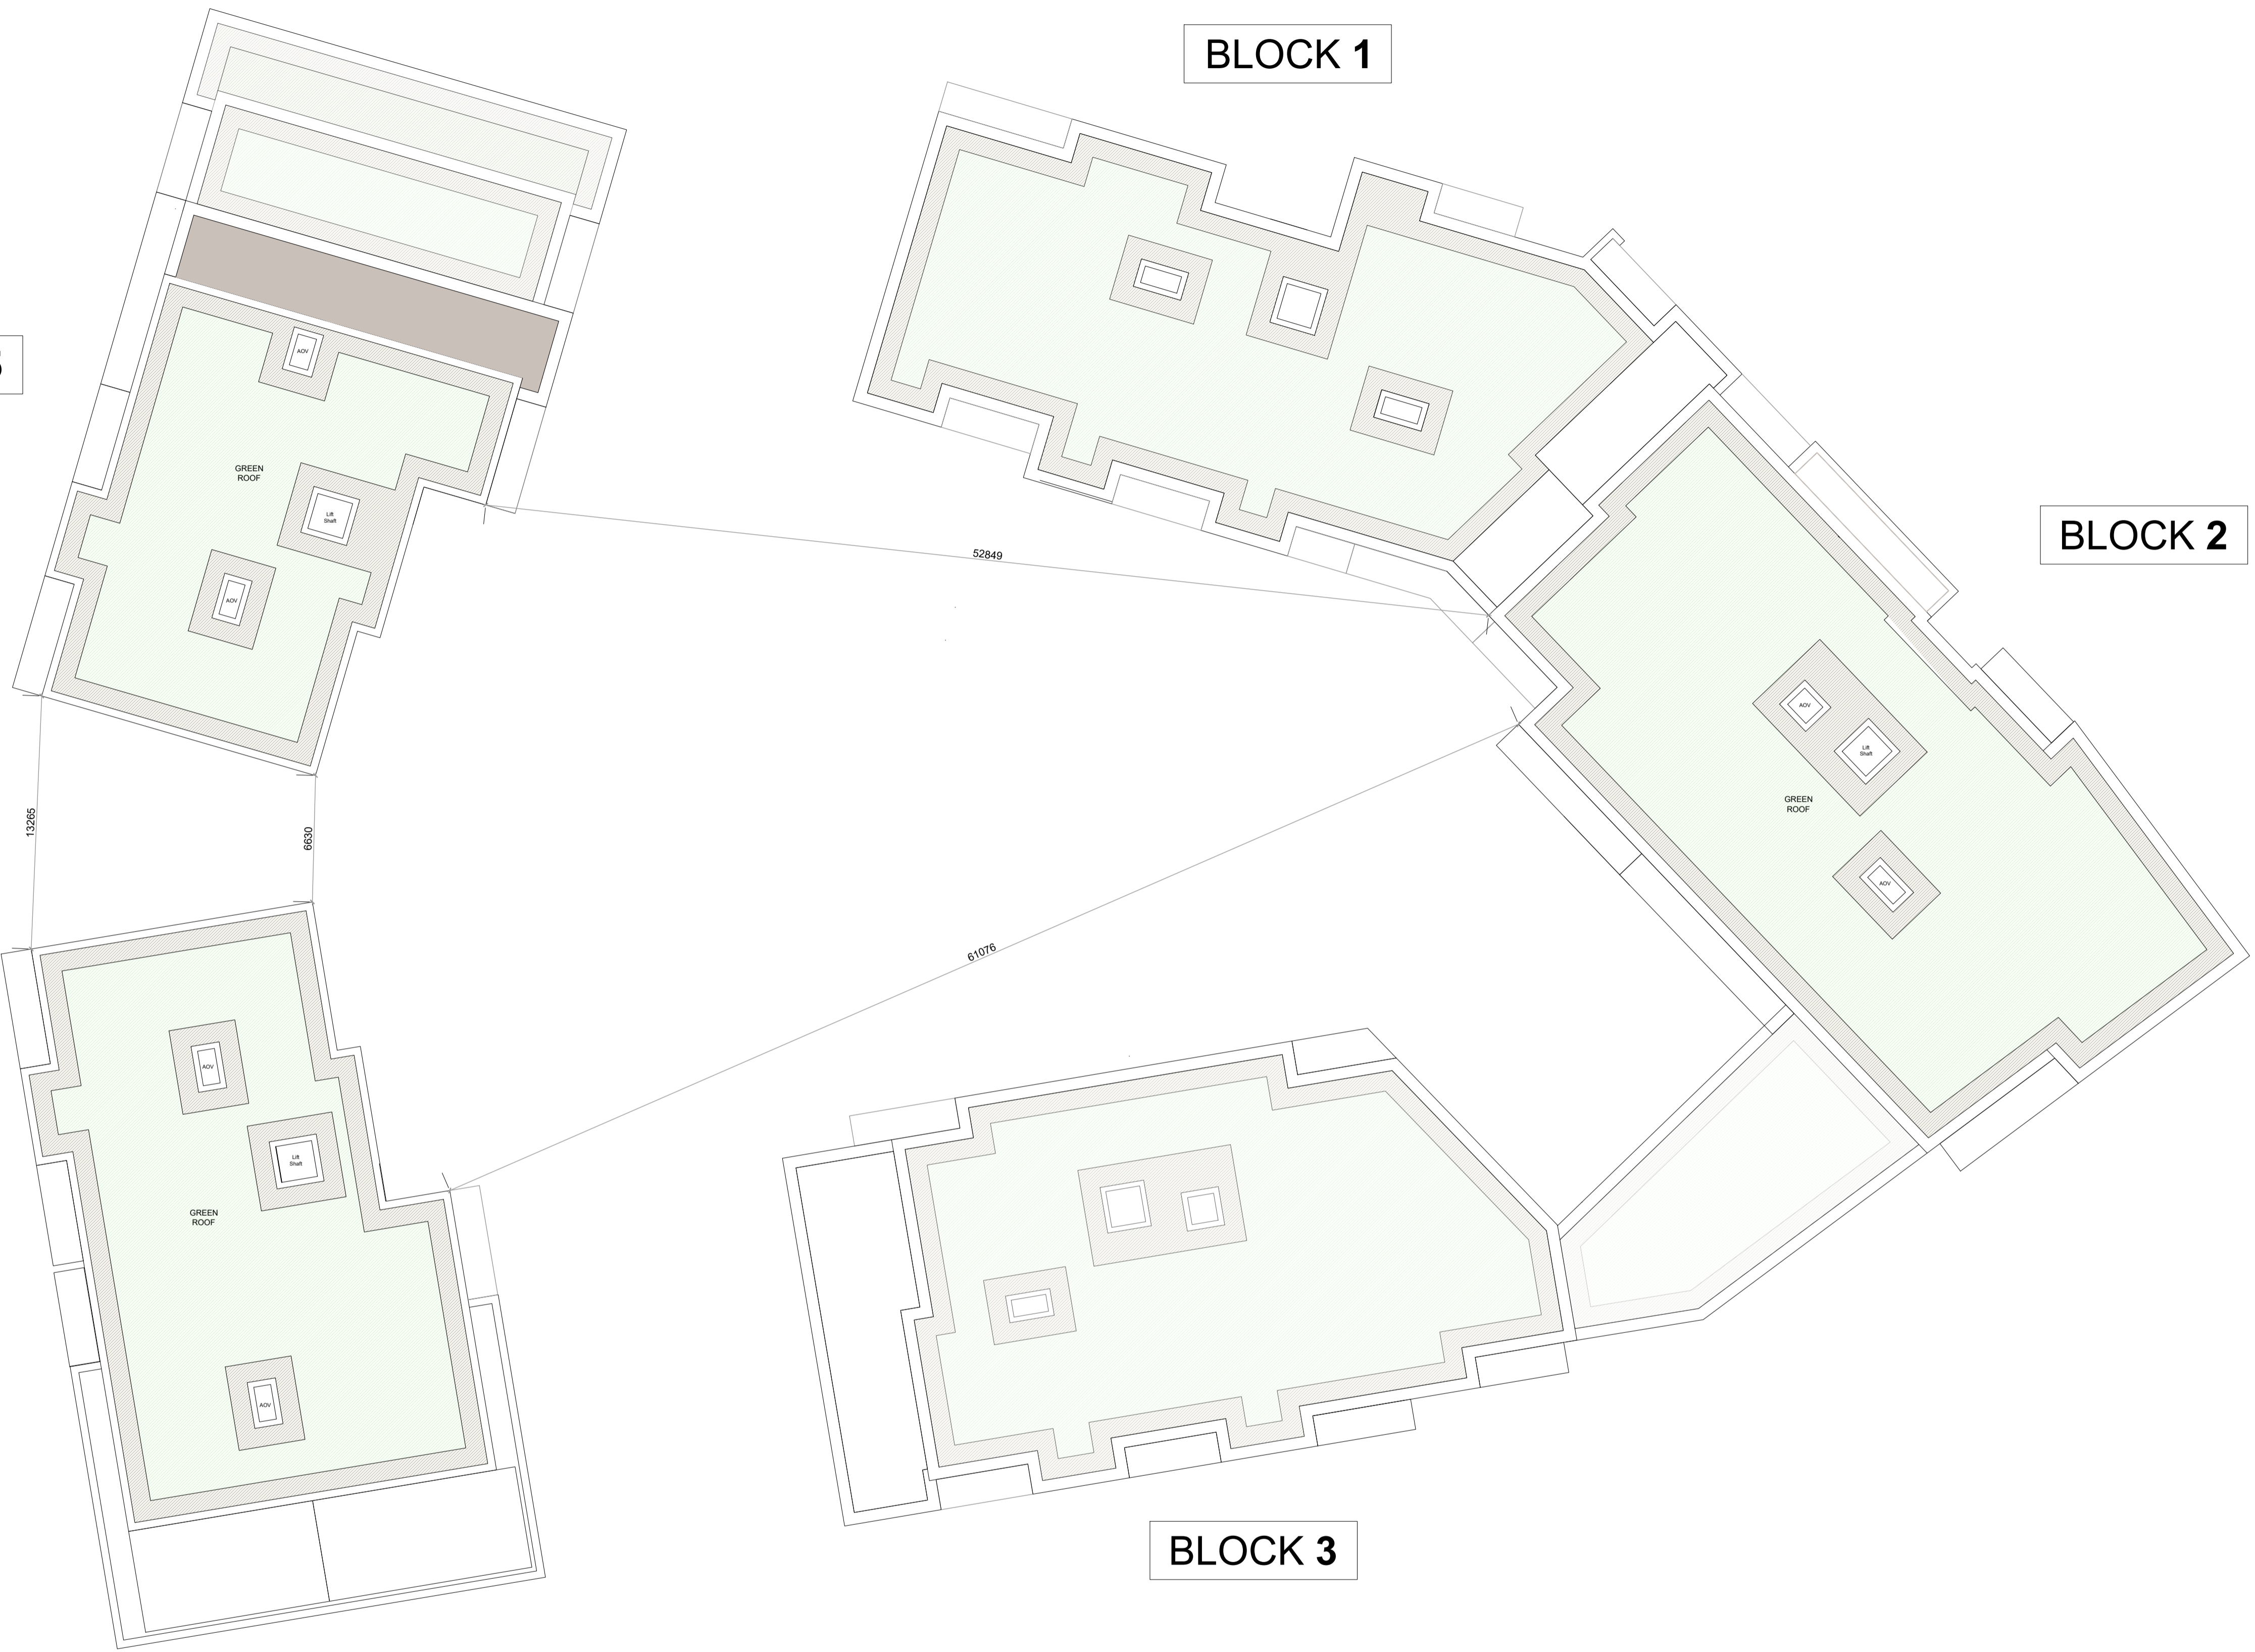 BLOCK 1
BLOCK 2
AOV
GREEN
ROOF
Lift
Shaft
AOV
52849
AOV
Lift
Shaft
GREEN
ROOF
AOV
13265
6630
61076
AOV
Lift
Shaft
GREEN
ROOF
AOV
BLOCK 3